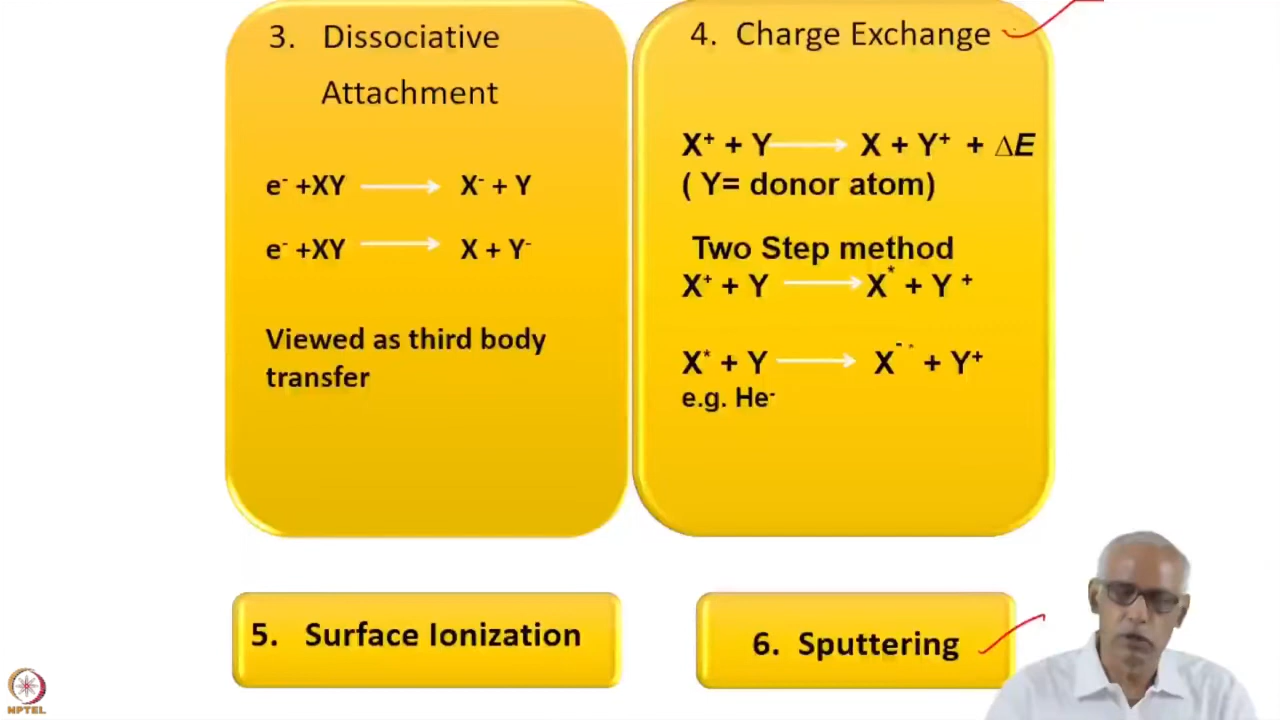 3. Dissociative
Attachment
e⁻ +XY ⟶ X⁻ + Y
e⁻ +XY ⟶ X + Y⁻
Viewed as third body
transfer
4. Charge Exchange
X⁺ + Y ⟶ X + Y⁺ + ΔE
( Y= donor atom)
Two Step method
X⁺ + Y ⟶ X* + Y ⁺
X* + Y ⟶ X⁻* + Y⁺
e.g. He⁻
5. Surface Ionization
6. Sputtering
NPTEL